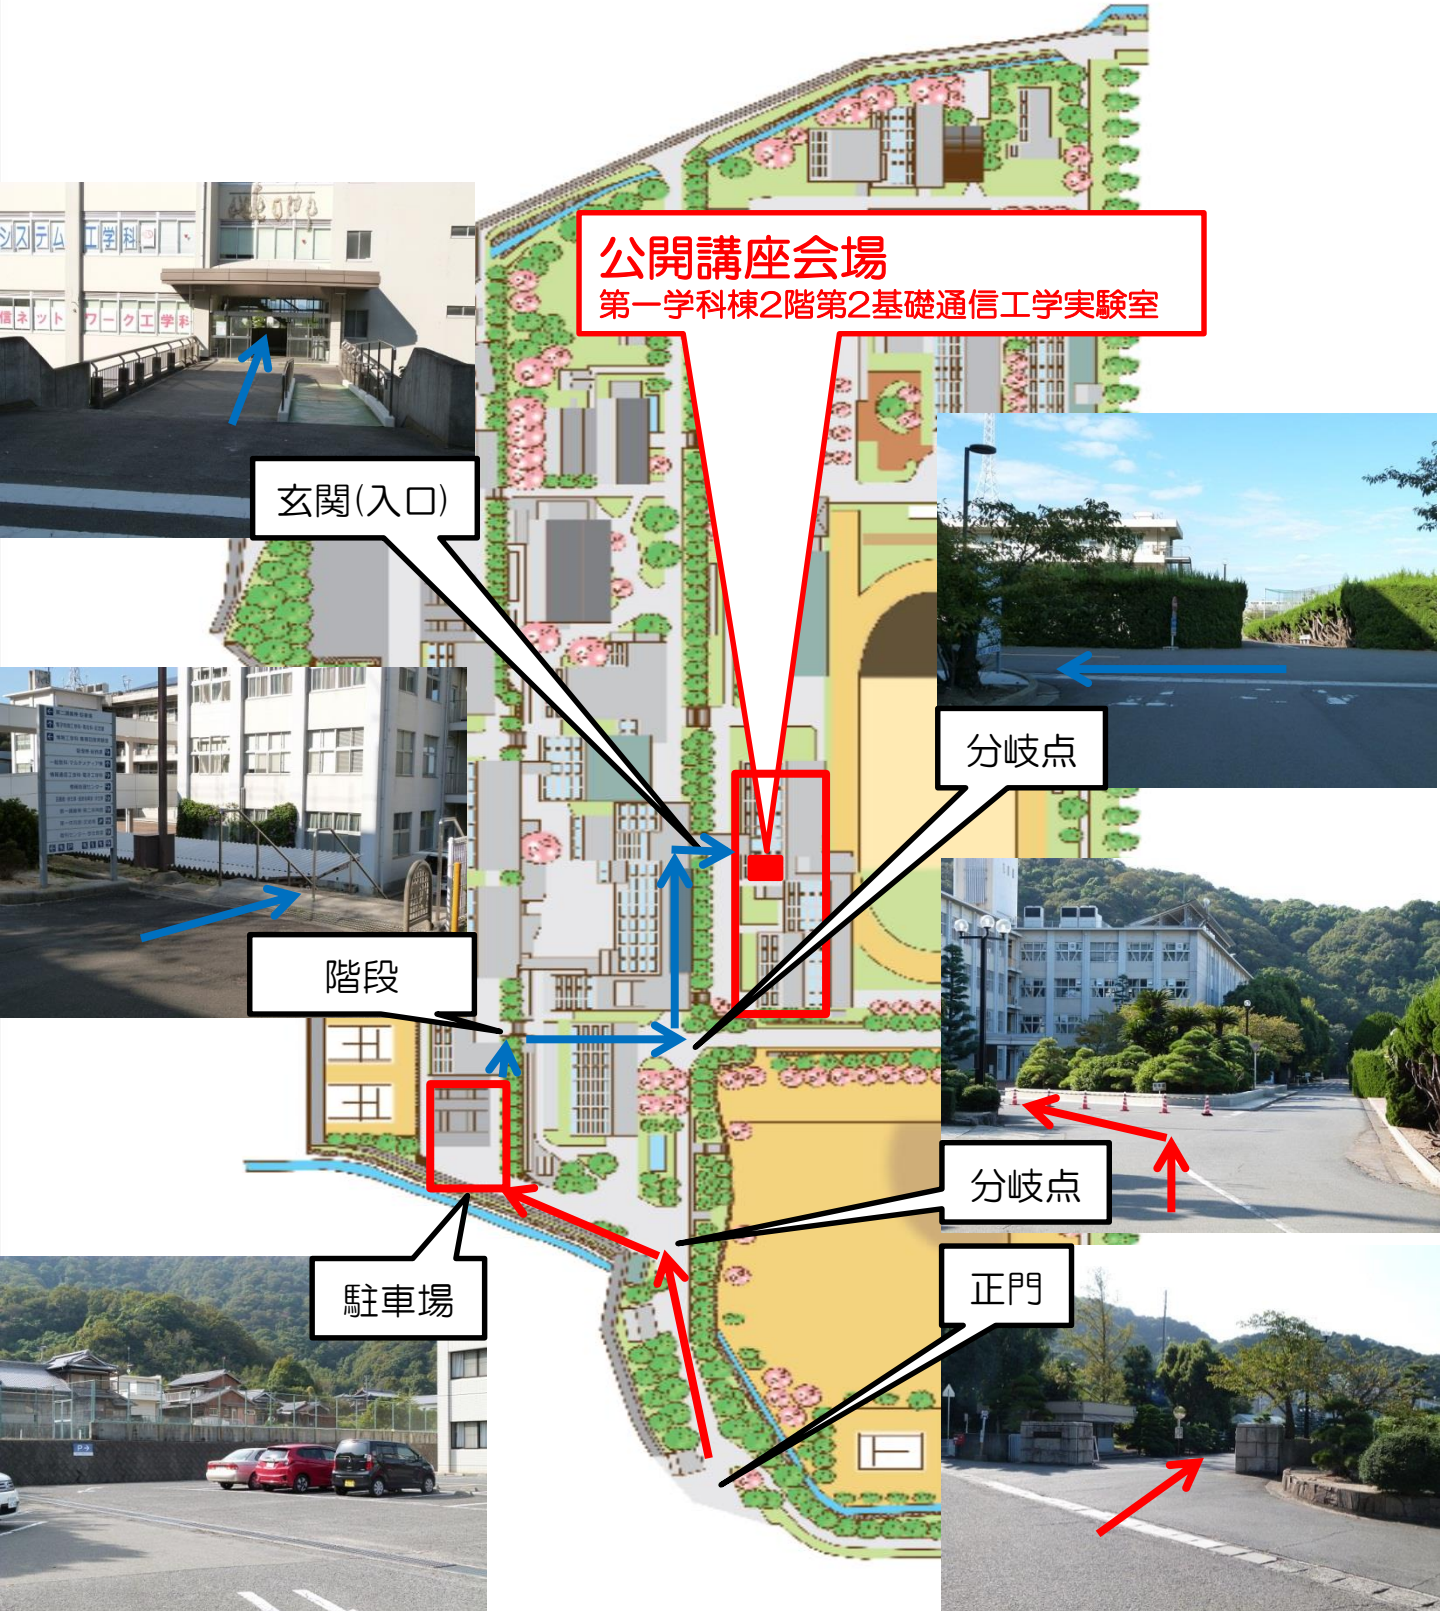 公開講座会場
第一学科棟2階第2基礎通信工学実験室
システム工学科
信ネットワーク工学科
玄関(入口)
分岐点
階段
分岐点
正門
駐車場
P→